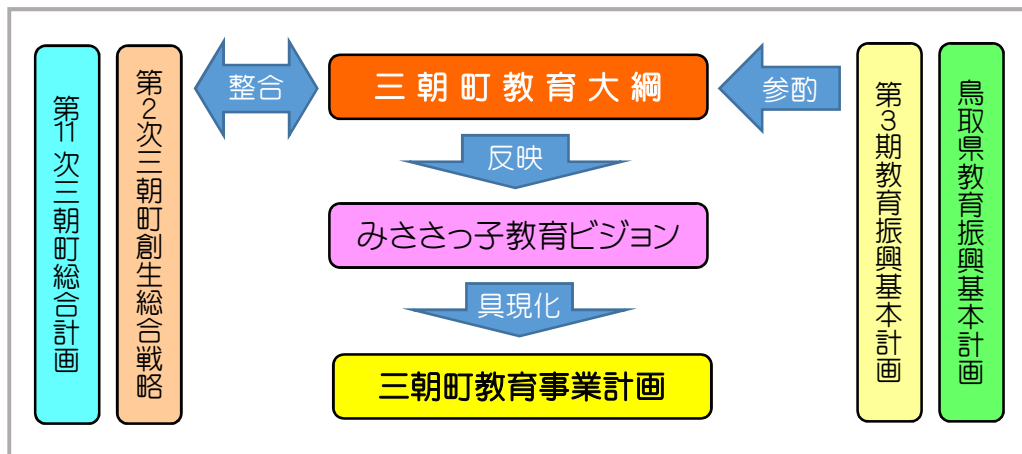 第11次三朝町総合計画
第2次三朝町創生総合戦略
整合
三朝町教育大綱
参酌
反映
みささっ子教育ビジョン
具現化
三朝町教育事業計画
第3期教育振興基本計画
鳥取県教育振興基本計画